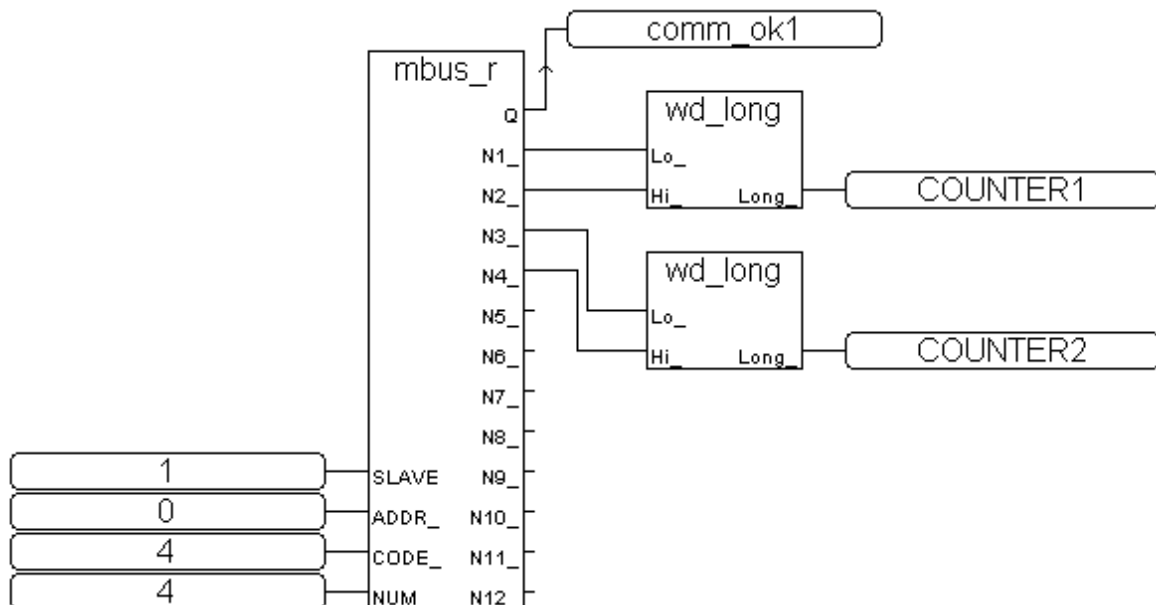 comm_ok1
mbus_r
Q
wd_long
N1_
Lo_
N2_
Hi_ Long_
COUNTER1
N3_
N4_
wd_long
N5_
Lo_
N6_
Hi_ Long_
COUNTER2
N7_
N8_
1
SLAVE N9_
0
ADDR_ N10_
4
CODE_ N11_
4
NUM N12